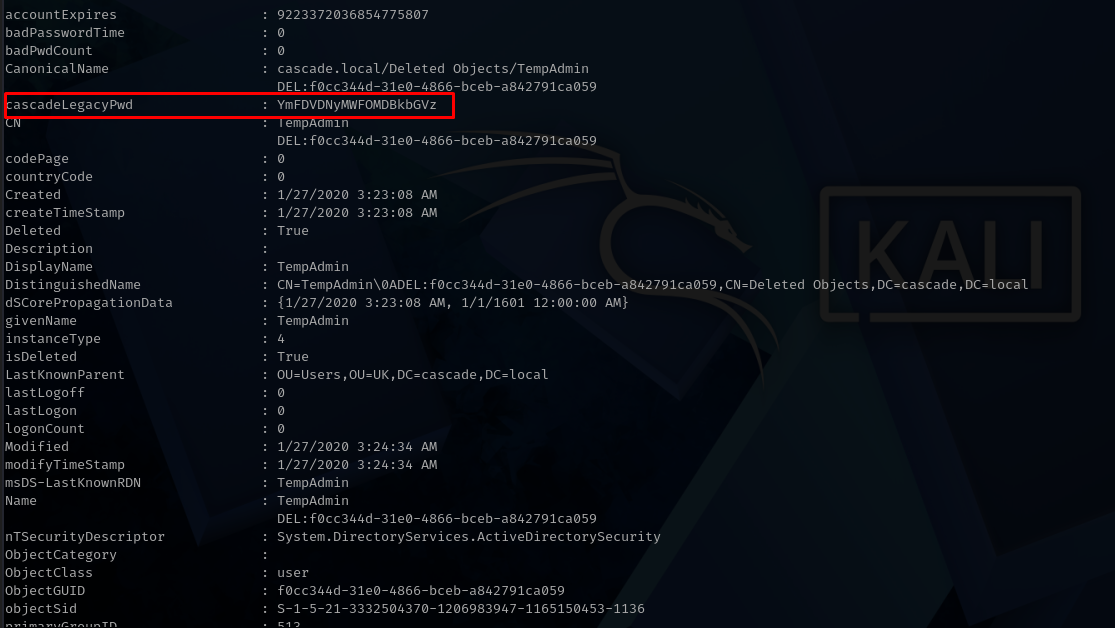 accountExpires : 9223372036854775807
badPasswordTime : 0
badPwdCount : 0
CanonicalName : cascade.local/Deleted Objects/TempAdmin
DEL:f0cc344d-31e0-4866-bceb-a842791ca059
cascadeLegacyPwd : YmFDVDNyMWFOMDBkbGVz
CN : TempAdmin
DEL:f0cc344d-31e0-4866-bceb-a842791ca059
codePage : 0
countryCode : 0
Created : 1/27/2020 3:23:08 AM
createTimeStamp : 1/27/2020 3:23:08 AM
Deleted : True
Description :
DisplayName : TempAdmin
DistinguishedName : CN=TempAdmin\0ADEL:f0cc344d-31e0-4866-bceb-a842791ca059,CN=Deleted Objects,DC=cascade,DC=local
dSCorePropagationData : {1/27/2020 3:23:08 AM, 1/1/1601 12:00:00 AM}
givenName : TempAdmin
instanceType : 4
isDeleted : True
LastKnownParent : OU=Users,OU=UK,DC=cascade,DC=local
lastLogoff : 0
lastLogon : 0
logonCount : 0
Modified : 1/27/2020 3:24:34 AM
modifyTimeStamp : 1/27/2020 3:24:34 AM
msDS-LastKnownRDN : TempAdmin
Name : TempAdmin
DEL:f0cc344d-31e0-4866-bceb-a842791ca059
nTSecurityDescriptor : System.DirectoryServices.ActiveDirectorySecurity
ObjectCategory :
ObjectClass : user
ObjectGUID : f0cc344d-31e0-4866-bceb-a842791ca059
objectSid : S-1-5-21-3332504370-1206983947-1165150453-1136
primaryGroupID : 513
KALI